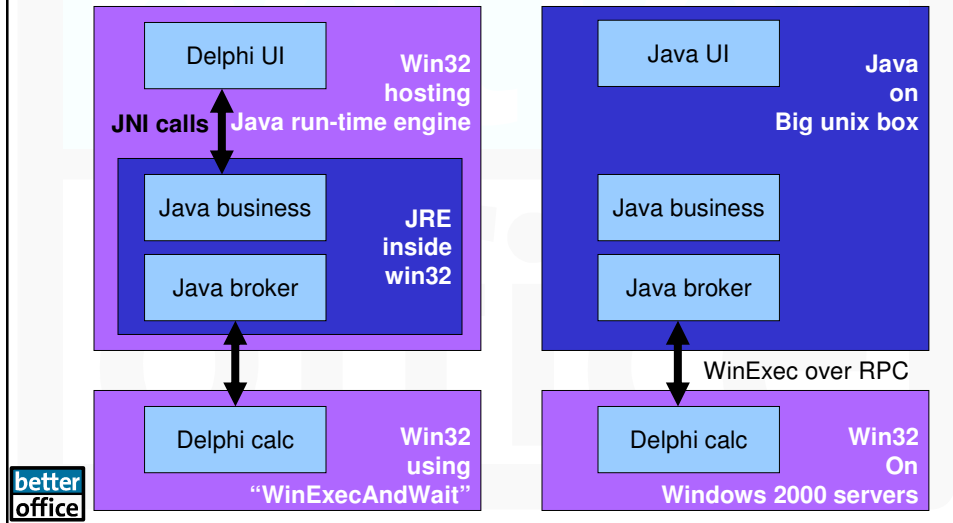 Delphi UI
Win32
hosting
JNI calls
Java run-time engine
Java business
JRE
inside
win32
Java broker
Delphi calc
Win32
using
“WinExecAndWait”
Java UI
Java
on
Big unix box
Java business
Java broker
WinExec over RPC
Delphi calc
Win32
On
Windows 2000 servers
better
office